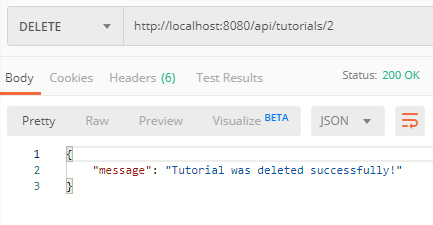 DELETE http://localhost:8080/api/tutorials/2
Body Cookies Headers (6) Test Results Status: 200 OK
Pretty Raw Preview Visualize BETA JSON
1 {
2 "message": "Tutorial was deleted successfully!"
3 }